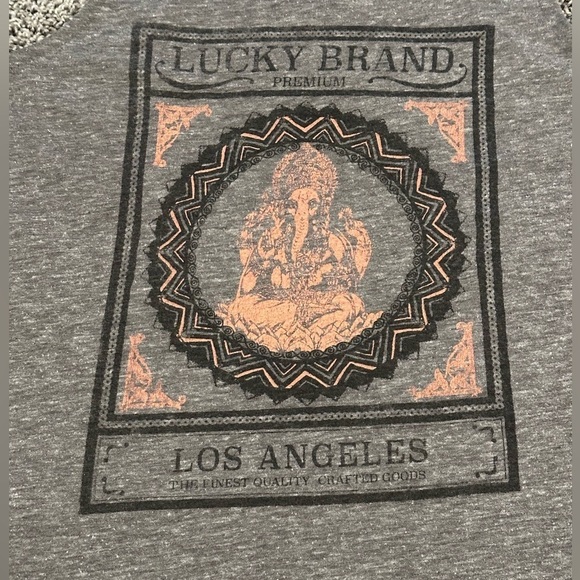 LUCKY BRAND
PREMIUM
LOS ANGELES
THE FINEST QUALITY CRAFTED GOODS